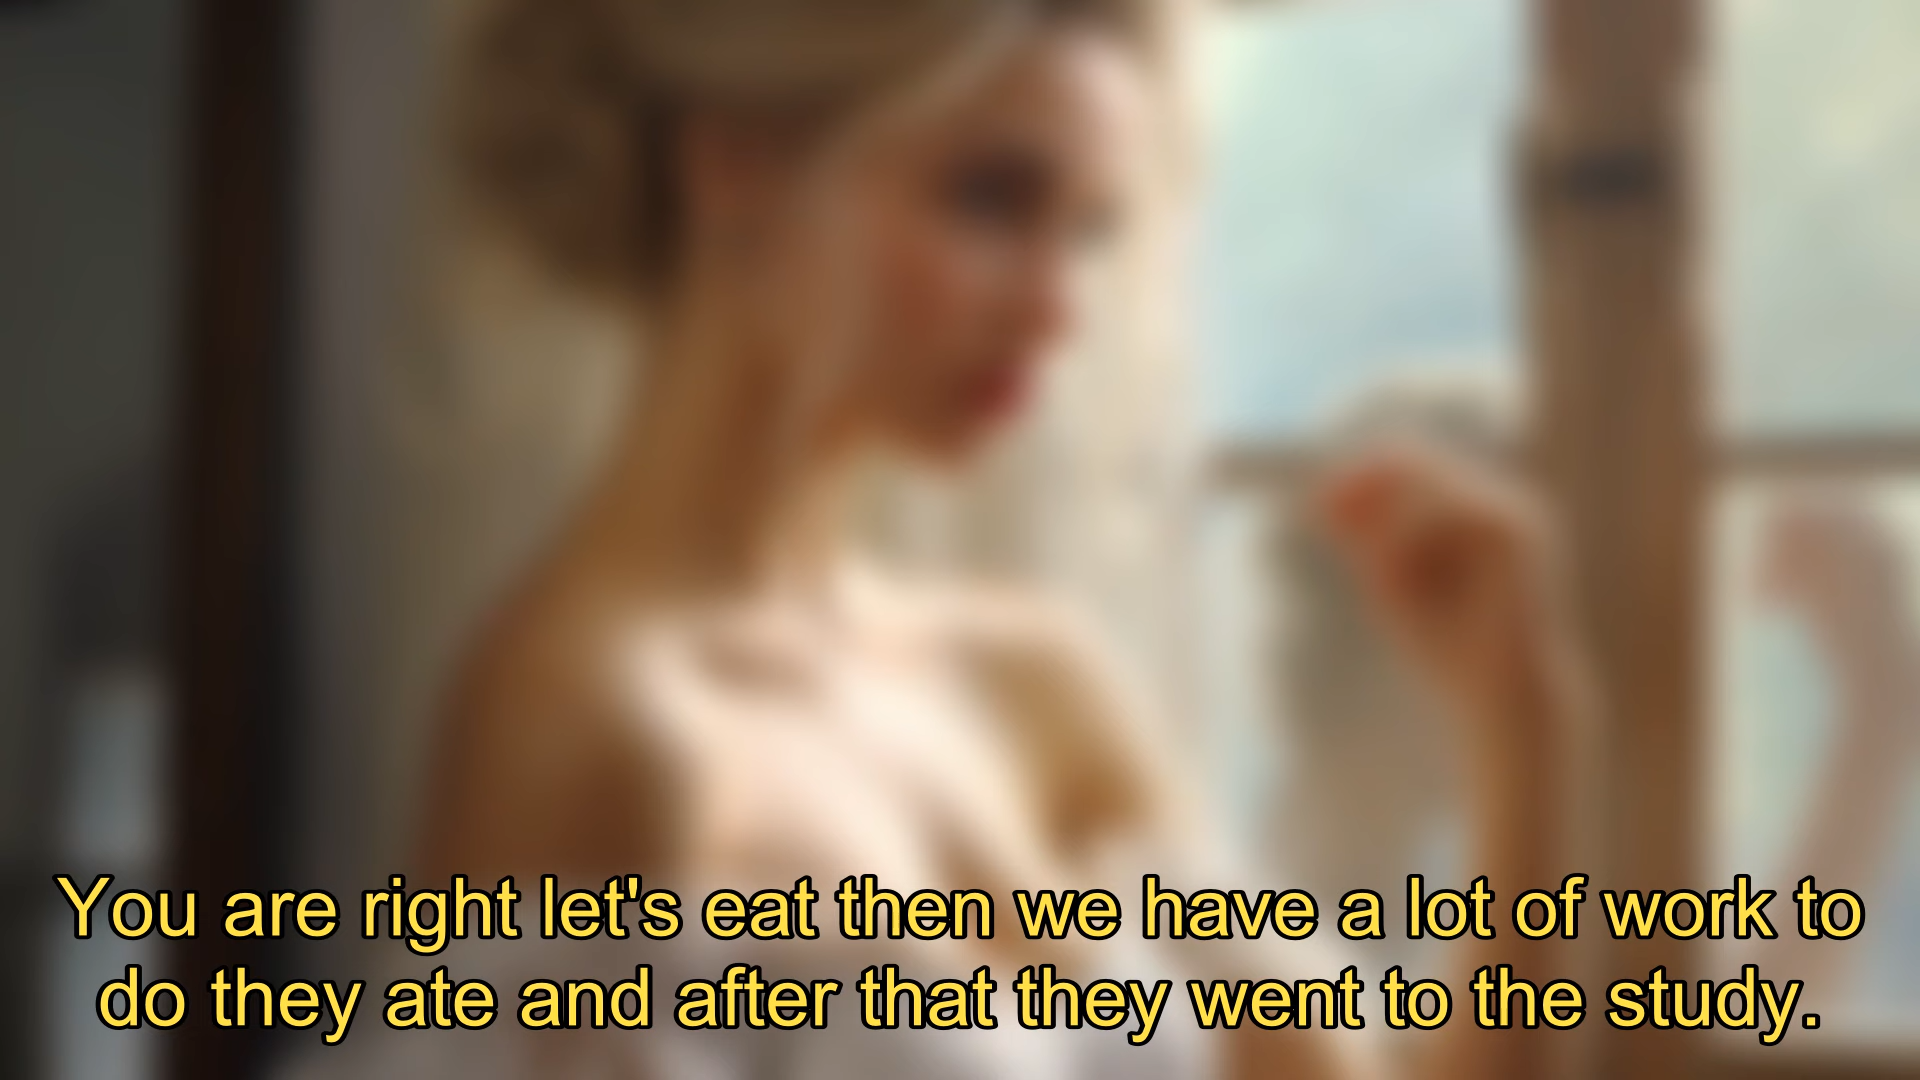 You are right let's eat then we have a lot of work to
do they ate and after that they went to the study.